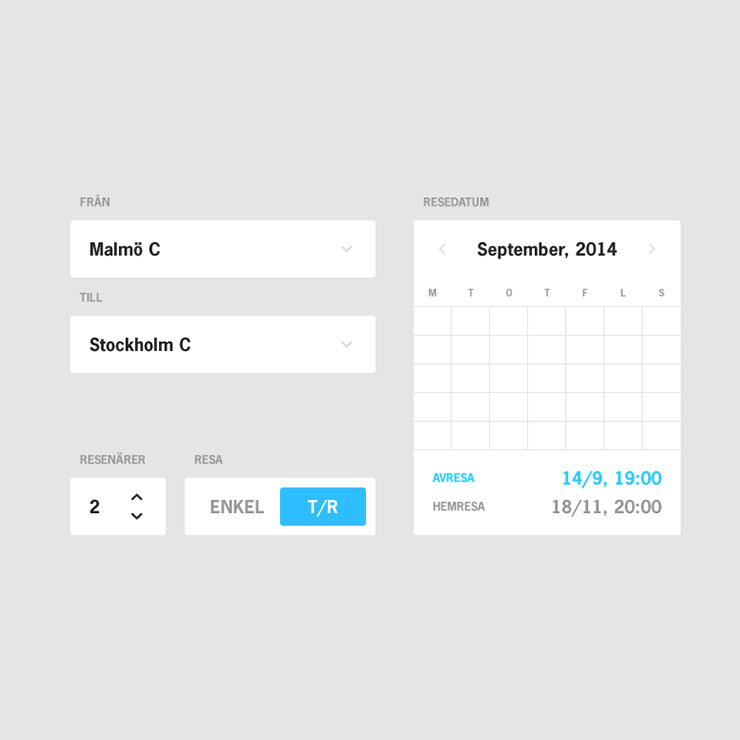 FRÅN
Malmö C
TILL
Stockholm C
RESENÄRER
2
RESA
ENKEL T/R
RESEDATUM
September, 2014
M T O T F L S
AVRESA 14/9, 19:00
HEMRESA 18/11, 20:00